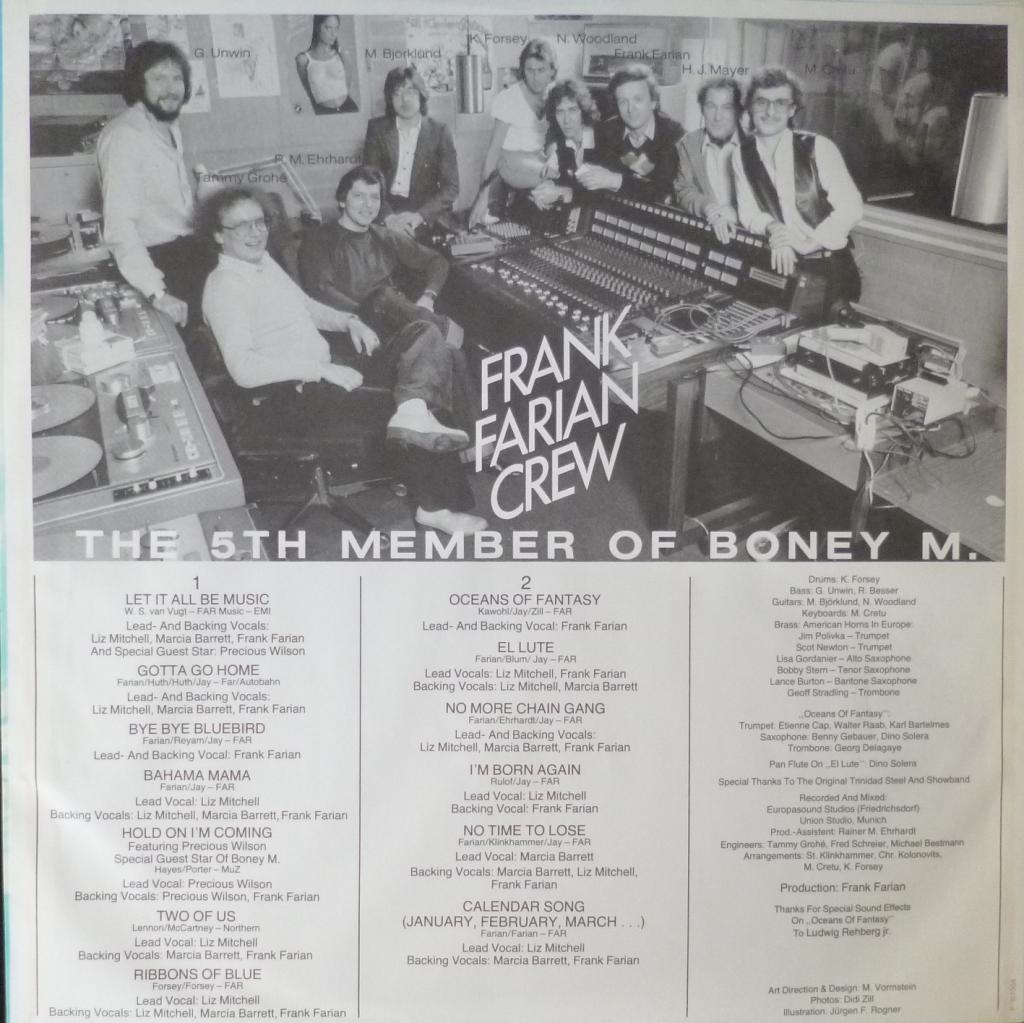 G. Unwin
M. Bjorklund
K. Forsey
N. Woodland
Frank Farian
H. J. Mayer
M. Cretu
R. M. Ehrhardt
Tammy Grohé
FRANK
FARIAN
CREW
THE 5TH MEMBER OF BONEY M.
1
LET IT ALL BE MUSIC
W. S. van Vugt – FAR Music – EMI
Lead- And Backing Vocals:
Liz Mitchell, Marcia Barrett, Frank Farian
And Special Guest Star: Precious Wilson
GOTTA GO HOME
Farian/Huth/Huth/Jay – Far/Autobahn
Lead- And Backing Vocals:
Liz Mitchell, Marcia Barrett, Frank Farian
BYE BYE BLUEBIRD
Farian/Reyam/Jay – FAR
Lead- And Backing Vocal: Frank Farian
BAHAMA MAMA
Farian/Jay – FAR
Lead Vocal: Liz Mitchell
Backing Vocals: Liz Mitchell, Marcia Barrett, Frank Farian
HOLD ON I'M COMING
Featuring Precious Wilson
Special Guest Star Of Boney M.
Hayes/Porter – MuZ
Lead Vocal: Precious Wilson
Backing Vocals: Precious Wilson, Frank Farian
TWO OF US
Lennon/McCartney – Northern
Lead Vocal: Liz Mitchell
Backing Vocals: Marcia Barrett, Frank Farian
RIBBONS OF BLUE
Forsey/Forsey – FAR
Lead Vocal: Liz Mitchell
Backing Vocals: Liz Mitchell, Marcia Barrett, Frank Farian
2
OCEANS OF FANTASY
Kawohl/Jay/Zill – FAR
Lead- And Backing Vocal: Frank Farian
EL LUTE
Farian/Blum/Jay – FAR
Lead Vocals: Liz Mitchell, Frank Farian
Backing Vocals: Liz Mitchell, Marcia Barrett
NO MORE CHAIN GANG
Farian/Ehrhardt/Jay – FAR
Lead- And Backing Vocals:
Liz Mitchell, Marcia Barrett, Frank Farian
I'M BORN AGAIN
Rulof/Jay – FAR
Lead Vocal: Liz Mitchell
Backing Vocal: Frank Farian
NO TIME TO LOSE
Farian/Klinkhammer/Jay – FAR
Lead Vocal: Marcia Barrett
Backing Vocals: Marcia Barrett, Liz Mitchell,
Frank Farian
CALENDAR SONG
(JANUARY, FEBRUARY, MARCH . . .)
Farian/Farian – FAR
Lead Vocal: Liz Mitchell
Backing Vocals: Marcia Barrett, Frank Farian
Drums: K. Forsey
Bass: G. Unwin, R. Besser
Guitars: M. Björklund, N. Woodland
Keyboards: M. Cretu
Brass: American Horns In Europe:
Jim Polivka – Trumpet
Scot Newton – Trumpet
Lisa Gordanier – Alto Saxophone
Bobby Stern – Tenor Saxophone
Lance Burton – Baritone Saxophone
Geoff Stradling – Trombone
„Oceans Of Fantasy":
Trumpet: Etienne Cap, Walter Raab, Karl Bartelmes
Saxophone: Benny Gebauer, Dino Solera
Trombone: Georg Delagaye
Pan Flute On „El Lute": Dino Solera
Special Thanks To The Original Trinidad Steel And Showband
Recorded And Mixed:
Europasound Studios (Friedrichsdorf)
Union Studio, Munich
Prod.-Assistent: Rainer M. Ehrhardt
Engineers: Tammy Grohé, Fred Schreier, Michael Bestmann
Arrangements: St. Klinkhammer, Chr. Kolonovits,
M. Cretu, K. Forsey
Production: Frank Farian
Thanks For Special Sound Effects
On „Oceans Of Fantasy"
To Ludwig Rehberg jr.
Art Direction & Design: M. Vormstein
Photos: Didi Zill
Illustration: Jürgen F. Rogner